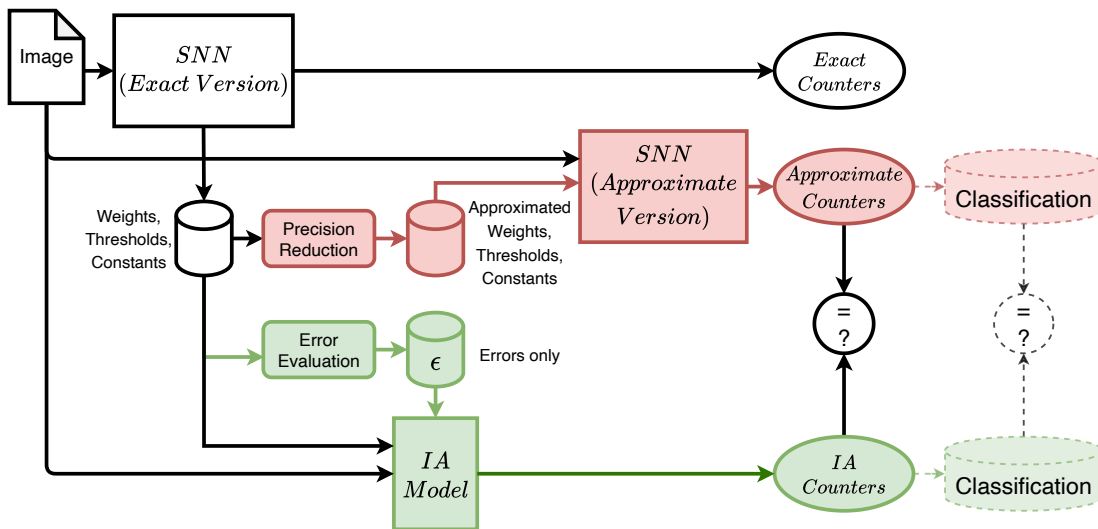 Image
SNN
(Exact Version)
Exact
Counters
SNN
(Approximate
Version)
Approximate
Counters
Classification
Weights,
Thresholds,
Constants
Precision
Reduction
Approximated
Weights,
Thresholds,
Constants
=
?
=
?
Error
Evaluation
ϵ
Errors only
IA
Model
IA
Counters
Classification